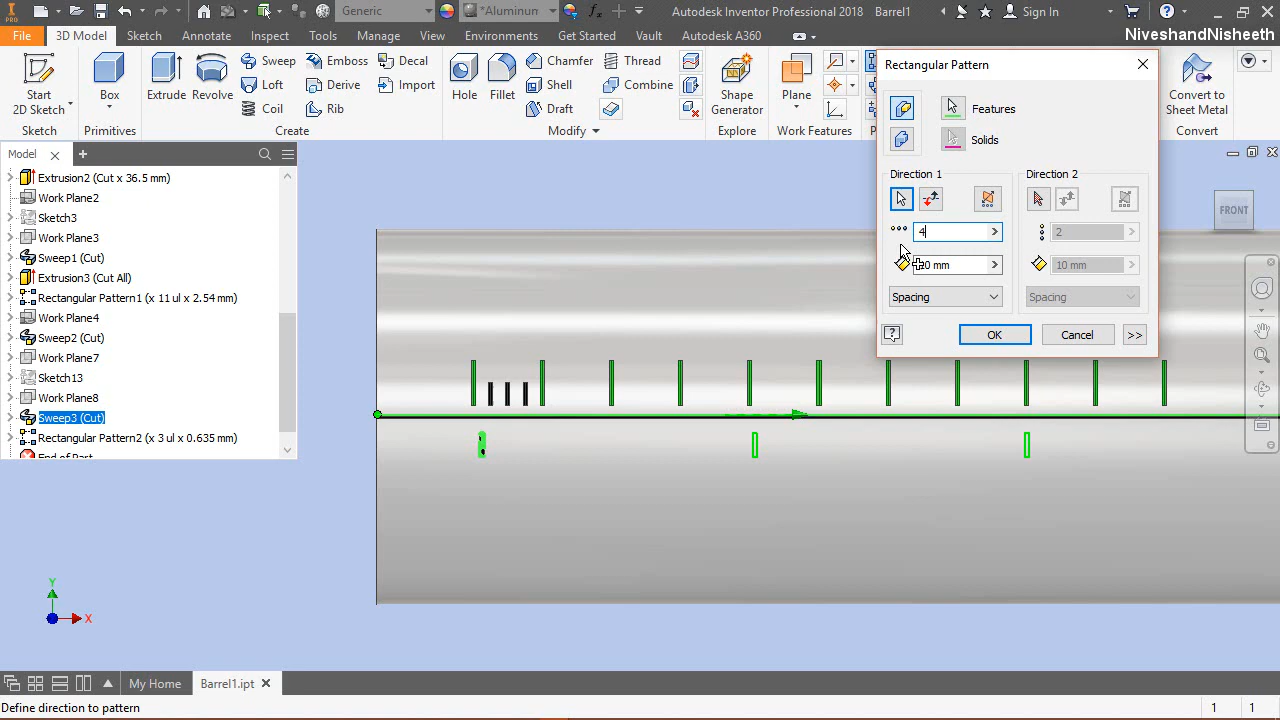 PRO
Generic
*Aluminum
Autodesk Inventor Professional 2018 Barrel1
Sign In
File
3D Model
Sketch
Annotate
Inspect
Tools
Manage
View
Environments
Get Started
Vault
Autodesk A360
NiveshandNisheeth
Start
2D Sketch
Sketch
Box
Primitives
Extrude
Revolve
Sweep
Loft
Coil
Emboss
Derive
Rib
Decal
Import
Create
Hole
Fillet
Chamfer
Shell
Draft
Thread
Combine
Modify
Shape
Generator
Explore
Plane
Work Features
P
Convert to
Sheet Metal
Convert
Rectangular Pattern
Features
Solids
Direction 1
Direction 2
4
2
10 mm
Spacing
Spacing
OK
Cancel
>>
Model
Extrusion2 (Cut x 36.5 mm)
Work Plane2
Sketch3
Work Plane3
Sweep1 (Cut)
Extrusion3 (Cut All)
Rectangular Pattern1 (x 11 ul x 2.54 mm)
Work Plane4
Sweep2 (Cut)
Work Plane7
Sketch13
Work Plane8
Sweep3 (Cut)
Rectangular Pattern2 (x 3 ul x 0.635 mm)
End of Part
FRONT
Y
X
My Home
Barrel1.ipt
Define direction to pattern
1
1